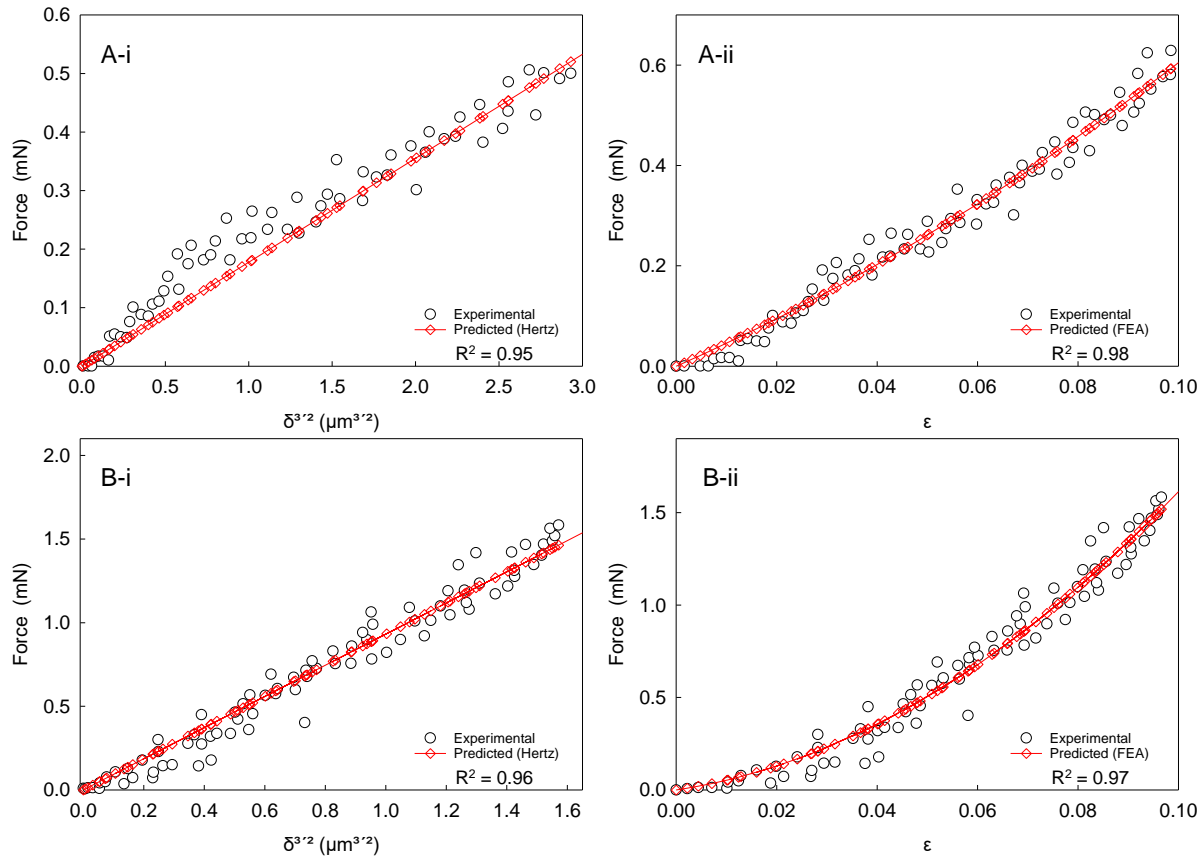 A-i
Force (mN)
0.6
0.5
0.4
0.3
0.2
0.1
0.0
0.0 0.5 1.0 1.5 2.0 2.5 3.0
δ³ˊ² (µm³ˊ²)
Experimental
Predicted (Hertz)
R² = 0.95
A-ii
Force (mN)
0.6
0.4
0.2
0.0
0.00 0.02 0.04 0.06 0.08 0.10
ε
Experimental
Predicted (FEA)
R² = 0.98
B-i
Force (mN)
2.0
1.5
1.0
0.5
0.0
0.0 0.2 0.4 0.6 0.8 1.0 1.2 1.4 1.6
δ³ˊ² (µm³ˊ²)
Experimental
Predicted (Hertz)
R² = 0.96
B-ii
Force (mN)
1.5
1.0
0.5
0.0
0.00 0.02 0.04 0.06 0.08 0.10
ε
Experimental
Predicted (FEA)
R² = 0.97